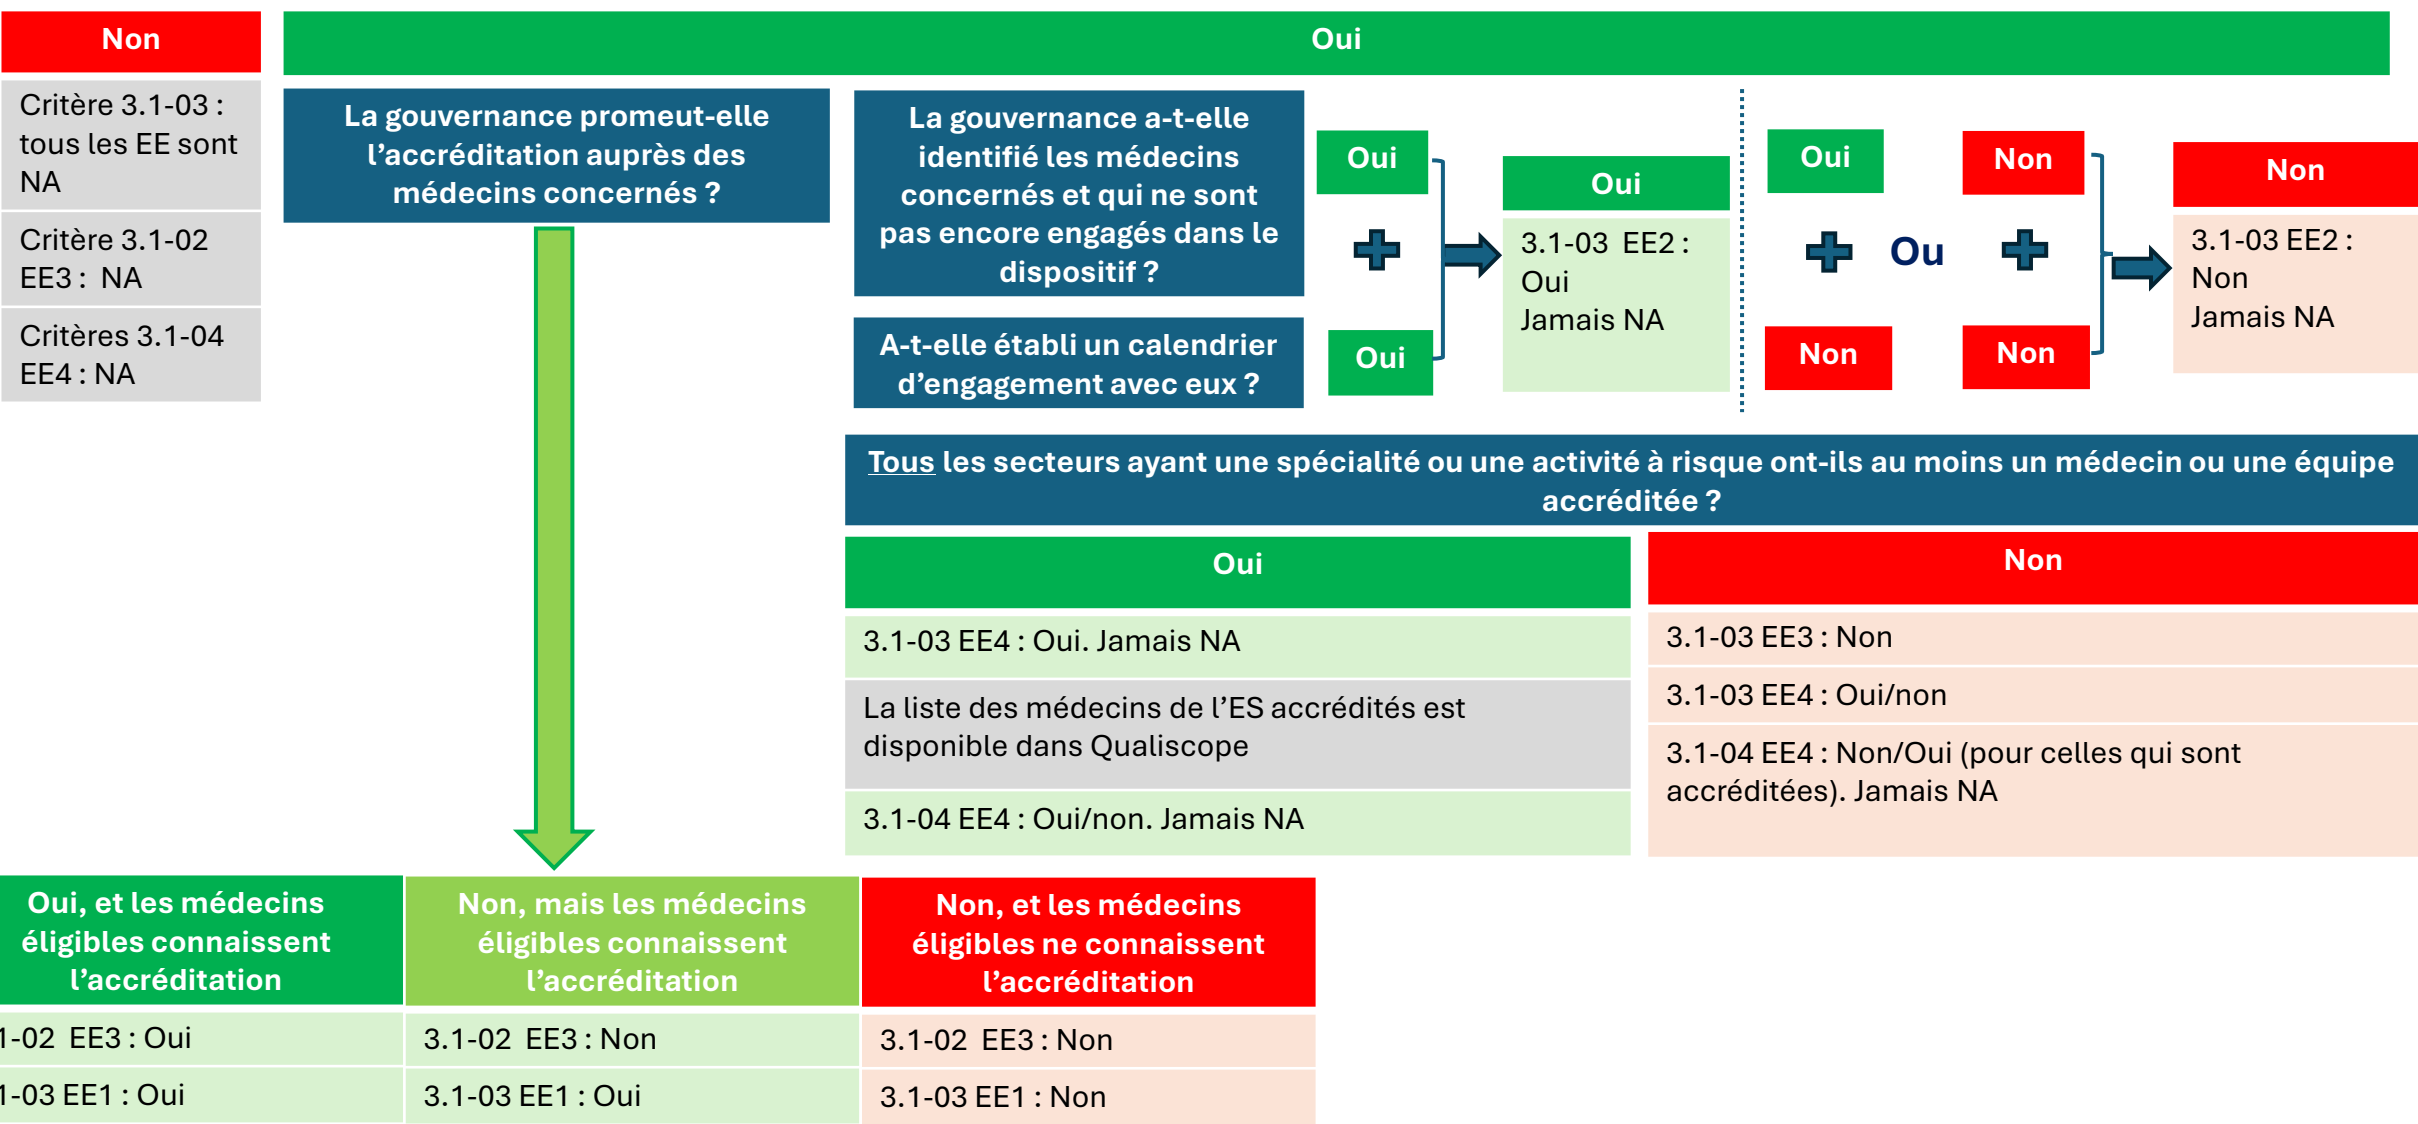 Non
Oui
Critère 3.1-03 :
tous les EE sont
NA
Critère 3.1-02
EE3 : NA
Critères 3.1-04
EE4 : NA
La gouvernance promeut-elle
l’accréditation auprès des
médecins concernés ?
La gouvernance a-t-elle
identifié les médecins
concernés et qui ne sont
pas encore engagés dans le
dispositif ?
A-t-elle établi un calendrier
d’engagement avec eux ?
Oui
Oui
Oui
3.1-03 EE2 :
Oui
Jamais NA
Oui
Non
Ou
Non
Non
Non
3.1-03 EE2 :
Non
Jamais NA
Tous les secteurs ayant une spécialité ou une activité à risque ont-ils au moins un médecin ou une équipe
accréditée ?
Oui
3.1-03 EE4 : Oui. Jamais NA
La liste des médecins de l’ES accrédités est
disponible dans Qualiscope
3.1-04 EE4 : Oui/non. Jamais NA
Non
3.1-03 EE3 : Non
3.1-03 EE4 : Oui/non
3.1-04 EE4 : Non/Oui (pour celles qui sont
accréditées). Jamais NA
Oui, et les médecins
éligibles connaissent
l’accréditation
1-02 EE3 : Oui
1-03 EE1 : Oui
Non, mais les médecins
éligibles connaissent
l’accréditation
3.1-02 EE3 : Non
3.1-03 EE1 : Oui
Non, et les médecins
éligibles ne connaissent
l’accréditation
3.1-02 EE3 : Non
3.1-03 EE1 : Non